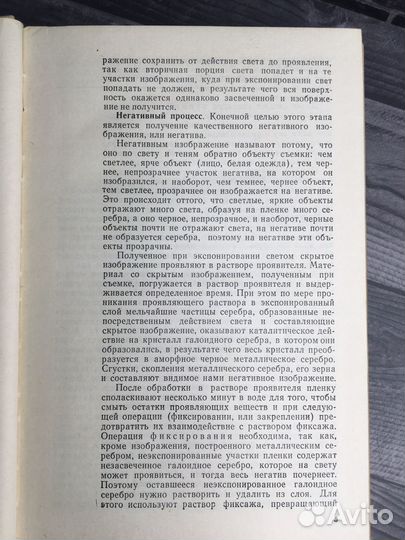 ражение сохранить от действия света до проявления,
так как вторичная порция света попадет и на те
участки изображения, куда при экспонировании свет
попадать не должен, в результате чего вся поверх-
ность окажется одинаково засвеченной и изображе-
ние не получится.
Негативный процесс. Конечной целью этого этапа
является получение качественного негативного изо-
бражения, или негатива.
Негативным изображение называют потому, что
оно по свету и теням обратно объекту съемки: чем
светлее, ярче объект (лицо, белая одежда), тем чер-
нее, непрозрачнее участок негатива, на котором он
изобразился, и наоборот, чем темнее, чернее объект,
тем светлее, прозрачнее он изображается на негативе.
Это происходит оттого, что светлые, яркие объекты
отражают много света, образуя на пленке много се-
ребра, а оно черное, непрозрачное, и наоборот, черные
объекты почти не отражают света, на негативе почти
не образуется серебра, поэтому на негативе эти объ-
екты прозрачны.
Полученное при экспонировании светом скрытое
изображение проявляют в растворе проявителя. Мате-
риал со скрытым изображением, полученным при
съемке, погружается в раствор проявителя и выдер-
живается определенное время. При этом по мере про-
никания проявляющего раствора в экспонированный
слой мельчайшие частицы серебра, образованные не-
посредственным действием света и составляющие
скрытое изображение, оказывают каталитическое дейст-
вие на кристалл галоидного серебра, в котором они
образовались, в результате чего весь кристалл преоб-
разуется в аморфное черное металлическое серебро.
Сгустки, скопления металлического серебра, его зерна
и составляют видимое нами негативное изображение.
После обработки в растворе проявителя пленку
споласкивают несколько минут в воде для того, чтобы
смыть остатки проявляющих веществ и при следую-
щей операции (фиксировании, или закреплении) пре-
дотвратить их взаимодействие с раствором фиксажа.
Операция фиксирования необходима, так как,
кроме изображения, построенного металлическим се-
ребром, неэкспонированные участки пленки содержат
незасвеченное галоидное серебро, которое на свету
может проявиться, и тогда весь негатив почернеет.
Поэтому оставшееся неэкспонированное галоидное
серебро нужно растворить и удалить из слоя. Для
этого используют раствор фиксажа, превращающий
Avito